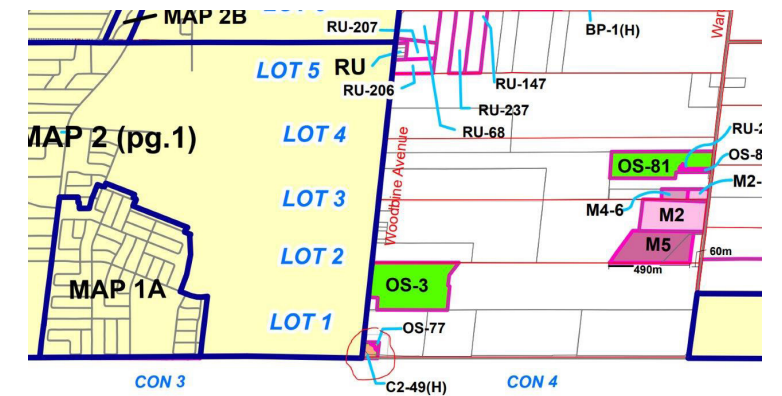 MAP 2B
RU-207
BP-1(H)
LOT 5
RU
RU-206
RU-147
RU-237
RU-68
MAP 2 (pg.1)
LOT 4
Woodbine Avenue
OS-81
LOT 3
M4-6
M2
LOT 2
M5
60m
490m
MAP 1A
OS-3
LOT 1
OS-77
CON 3
C2-49(H)
CON 4